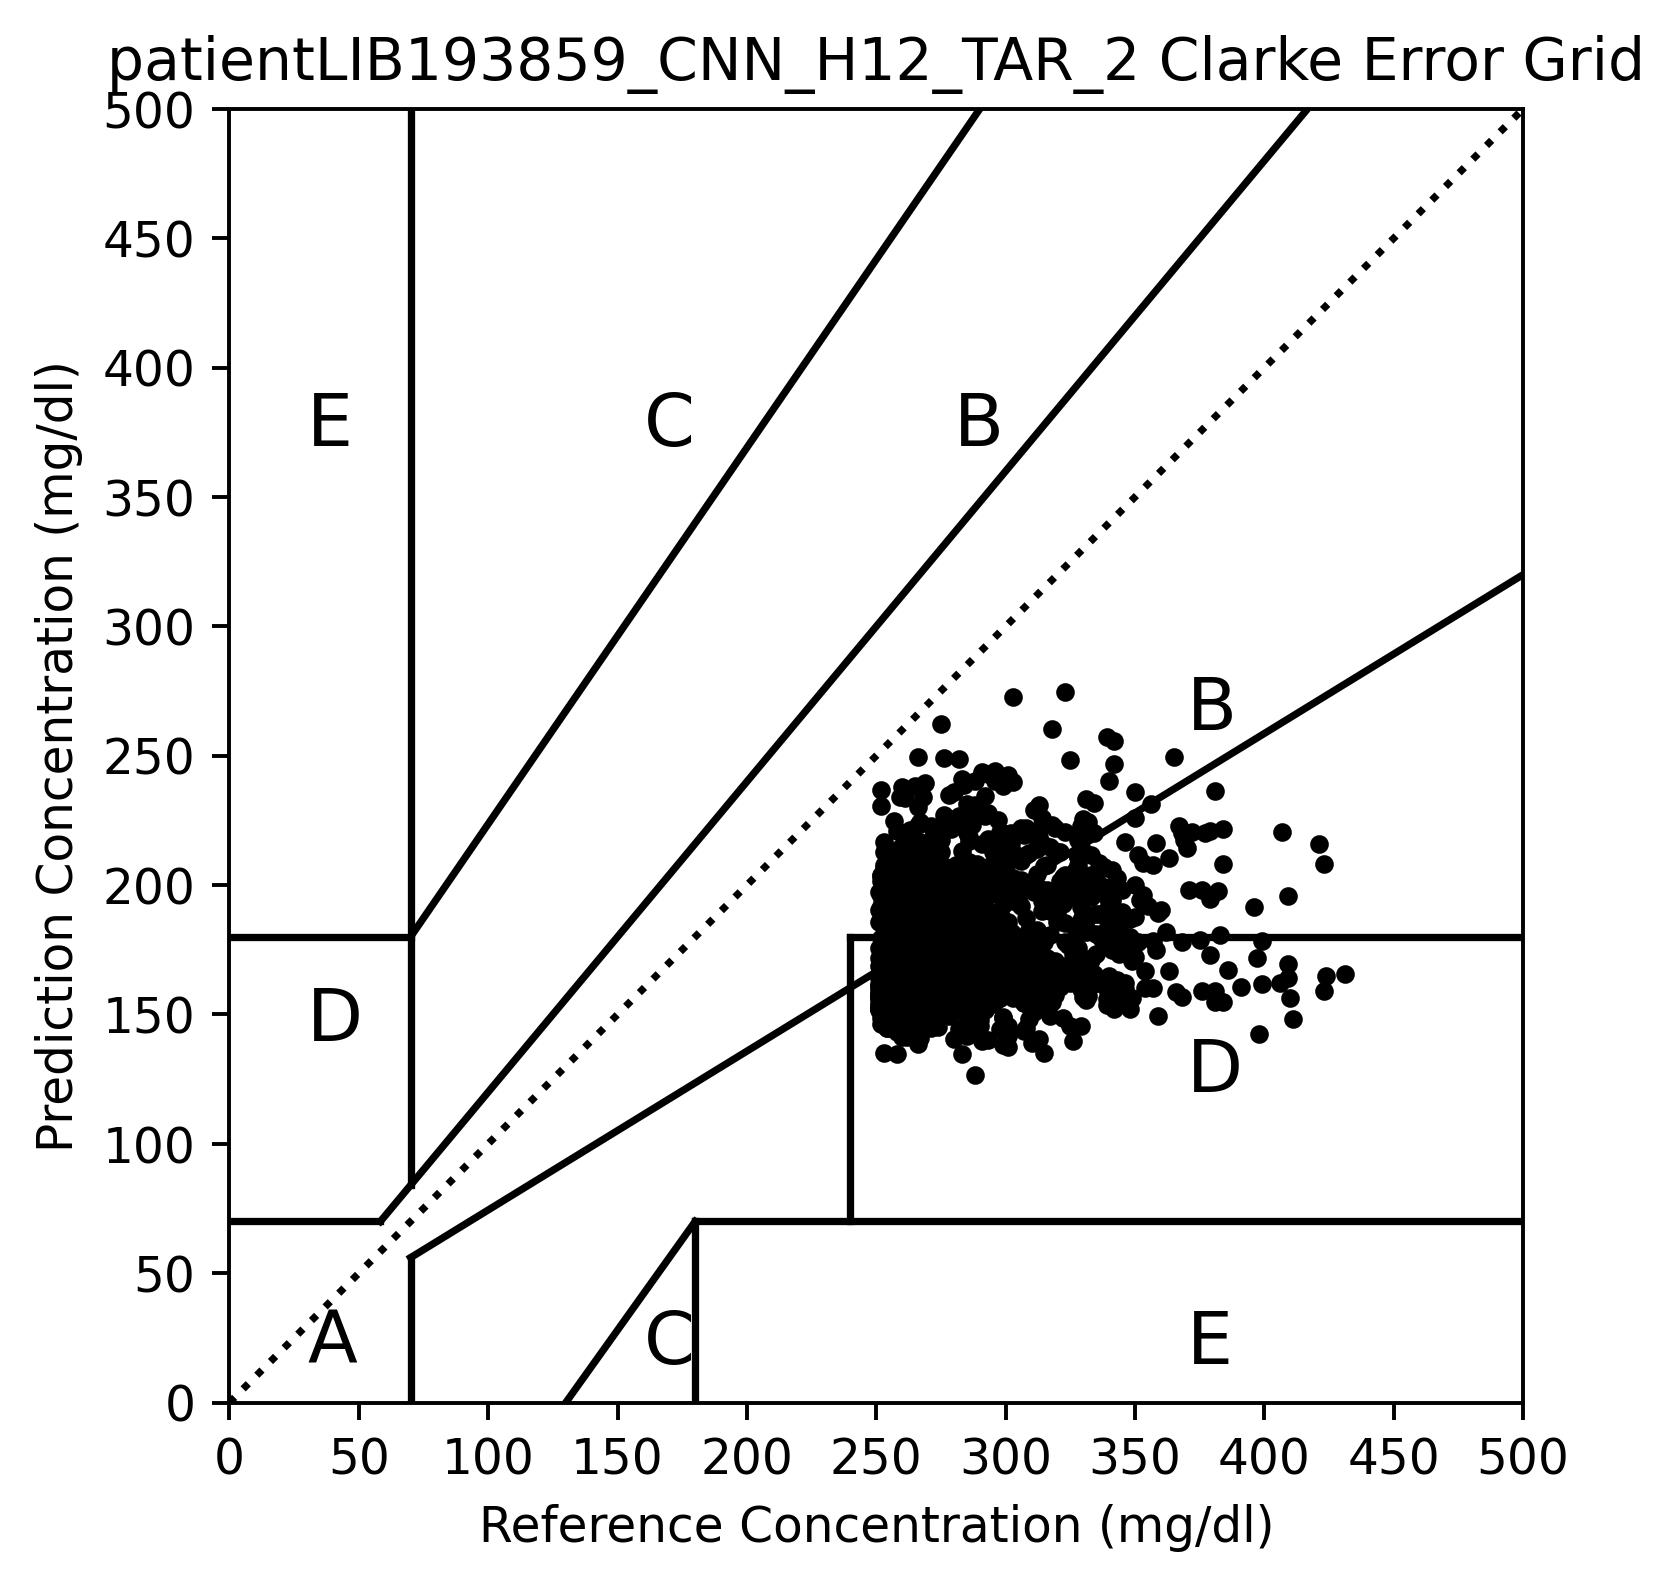 patientLIB193859_CNN_H12_TAR_2 Clarke Error Grid
500
450
400
350
300
250
200
150
100
50
0
Prediction Concentration (mg/dl)
E
C
B
B
D
D
A
C
E
0 50 100 150 200 250 300 350 400 450 500
Reference Concentration (mg/dl)